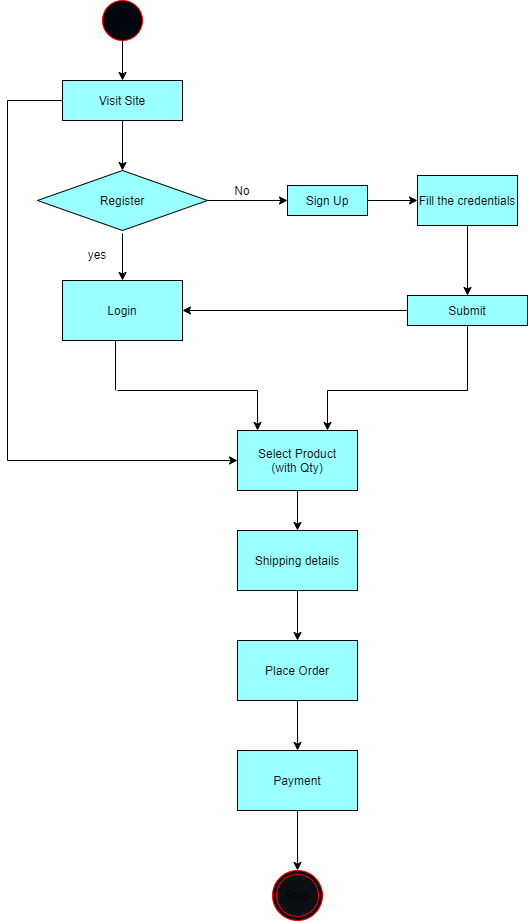 Start
Visit Site
Register
No
Sign Up
Fill the credentials
yes
Login
Submit
Select Product
(with Qty)
Shipping details
Place Order
Payment
Stop